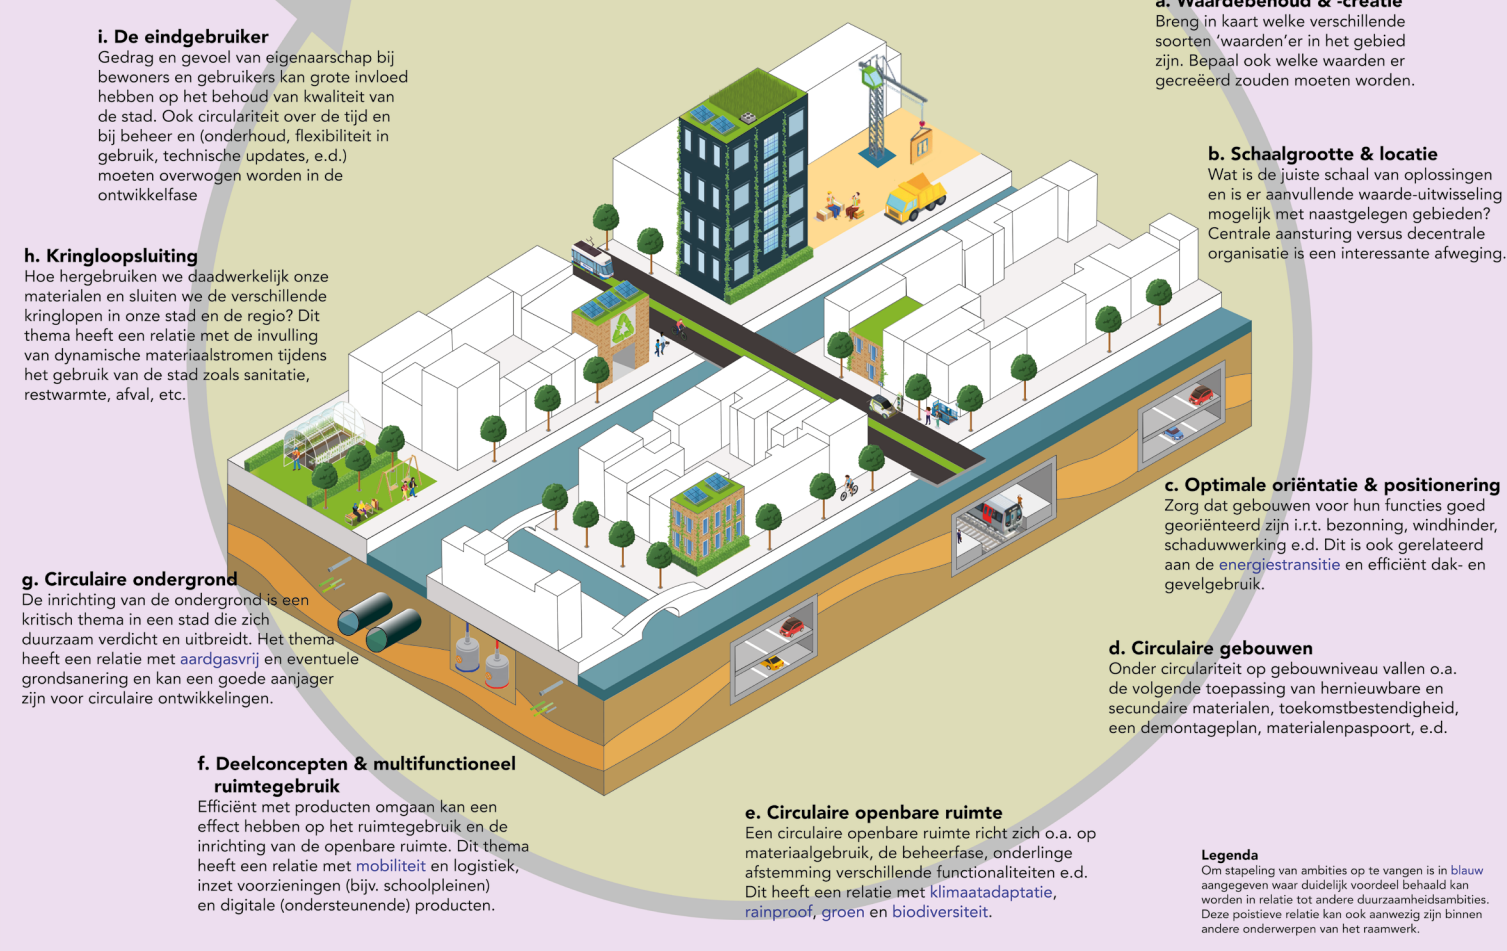 a. Waardebehoud & -creatie
Breng in kaart welke verschillende
soorten ‘waarden’er in het gebied
zijn. Bepaal ook welke waarden er
gecreëerd zouden moeten worden.
b. Schaalgrootte & locatie
Wat is de juiste schaal van oplossingen
en is er aanvullende waarde-uitwisseling
mogelijk met naastgelegen gebieden?
Centrale aansturing versus decentrale
organisatie is een interessante afweging.
c. Optimale oriëntatie & positionering
Zorg dat gebouwen voor hun functies goed
georiënteerd zijn i.r.t. bezonning, windhinder,
schaduwwerking e.d. Dit is ook gerelateerd
aan de energiestransitie en efficiënt dak- en
gevelgebruik.
d. Circulaire gebouwen
Onder circulariteit op gebouwniveau vallen o.a.
de volgende toepassing van hernieuwbare en
secundaire materialen, toekomstbestendigheid,
een demontageplan, materialenpaspoort, e.d.
e. Circulaire openbare ruimte
Een circulaire openbare ruimte richt zich o.a. op
materiaalgebruik, de beheerfase, onderlinge
afstemming verschillende functionaliteiten e.d.
Dit heeft een relatie met klimaatadaptatie,
rainproof, groen en biodiversiteit.
f. Deelconcepten & multifunctioneel
ruimtegebruik
Efficiënt met producten omgaan kan een
effect hebben op het ruimtegebruik en de
inrichting van de openbare ruimte. Dit thema
heeft een relatie met mobiliteit en logistiek,
inzet voorzieningen (bijv. schoolpleinen)
en digitale (ondersteunende) producten.
g. Circulaire ondergrond
De inrichting van de ondergrond is een
kritisch thema in een stad die zich
duurzaam verdicht en uitbreidt. Het thema
heeft een relatie met aardgasvrij en eventuele
grondsanering en kan een goede aanjager
zijn voor circulaire ontwikkelingen.
h. Kringloopsluiting
Hoe hergebruiken we daadwerkelijk onze
materialen en sluiten we de verschillende
kringlopen in onze stad en de regio? Dit
thema heeft een relatie met de invulling
van dynamische materiaalstromen tijdens
het gebruik van de stad zoals sanitatie,
restwarmte, afval, etc.
i. De eindgebruiker
Gedrag en gevoel van eigenaarschap bij
bewoners en gebruikers kan grote invloed
hebben op het behoud van kwaliteit van
de stad. Ook circulariteit over de tijd en
bij beheer en (onderhoud, flexibiliteit in
gebruik, technische updates, e.d.)
moeten overwogen worden in de
ontwikkelfase
Legenda
Om stapeling van ambities op te vangen is in blauw
aangegeven waar duidelijk voordeel behaald kan
worden in relatie tot andere duurzaamheidsambities.
Deze poistieve relatie kan ook aanwezig zijn binnen
andere onderwerpen van het raamwerk.